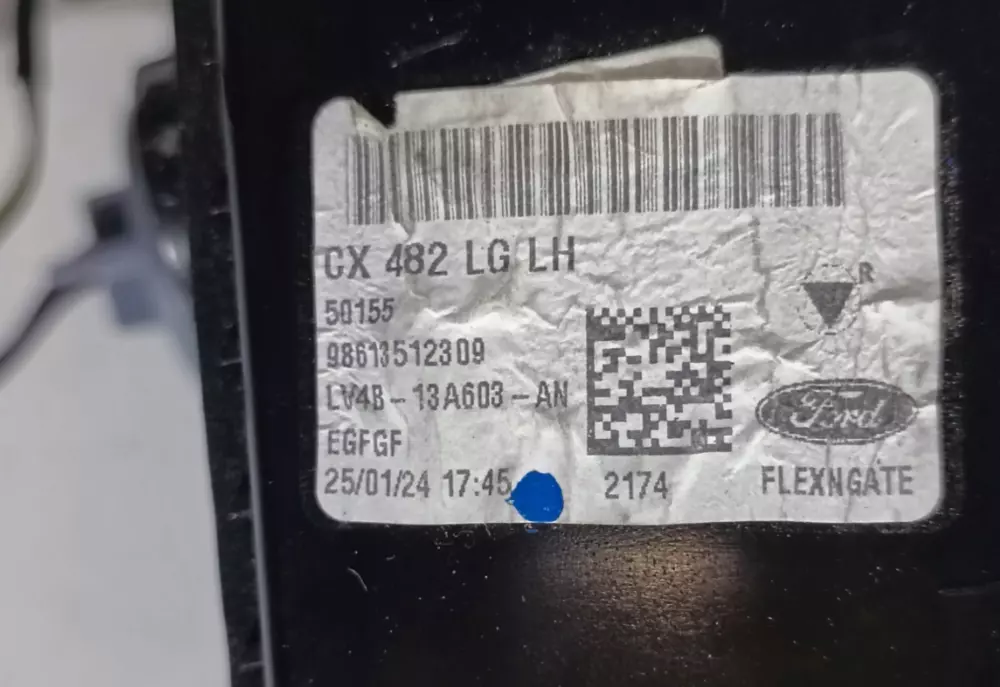 CX 482 LG LH
50155
98613512309
LV4B-13A603-AN
EGFGF
25/01/24 17:45
2174
R
Ford
FLEXNGATE